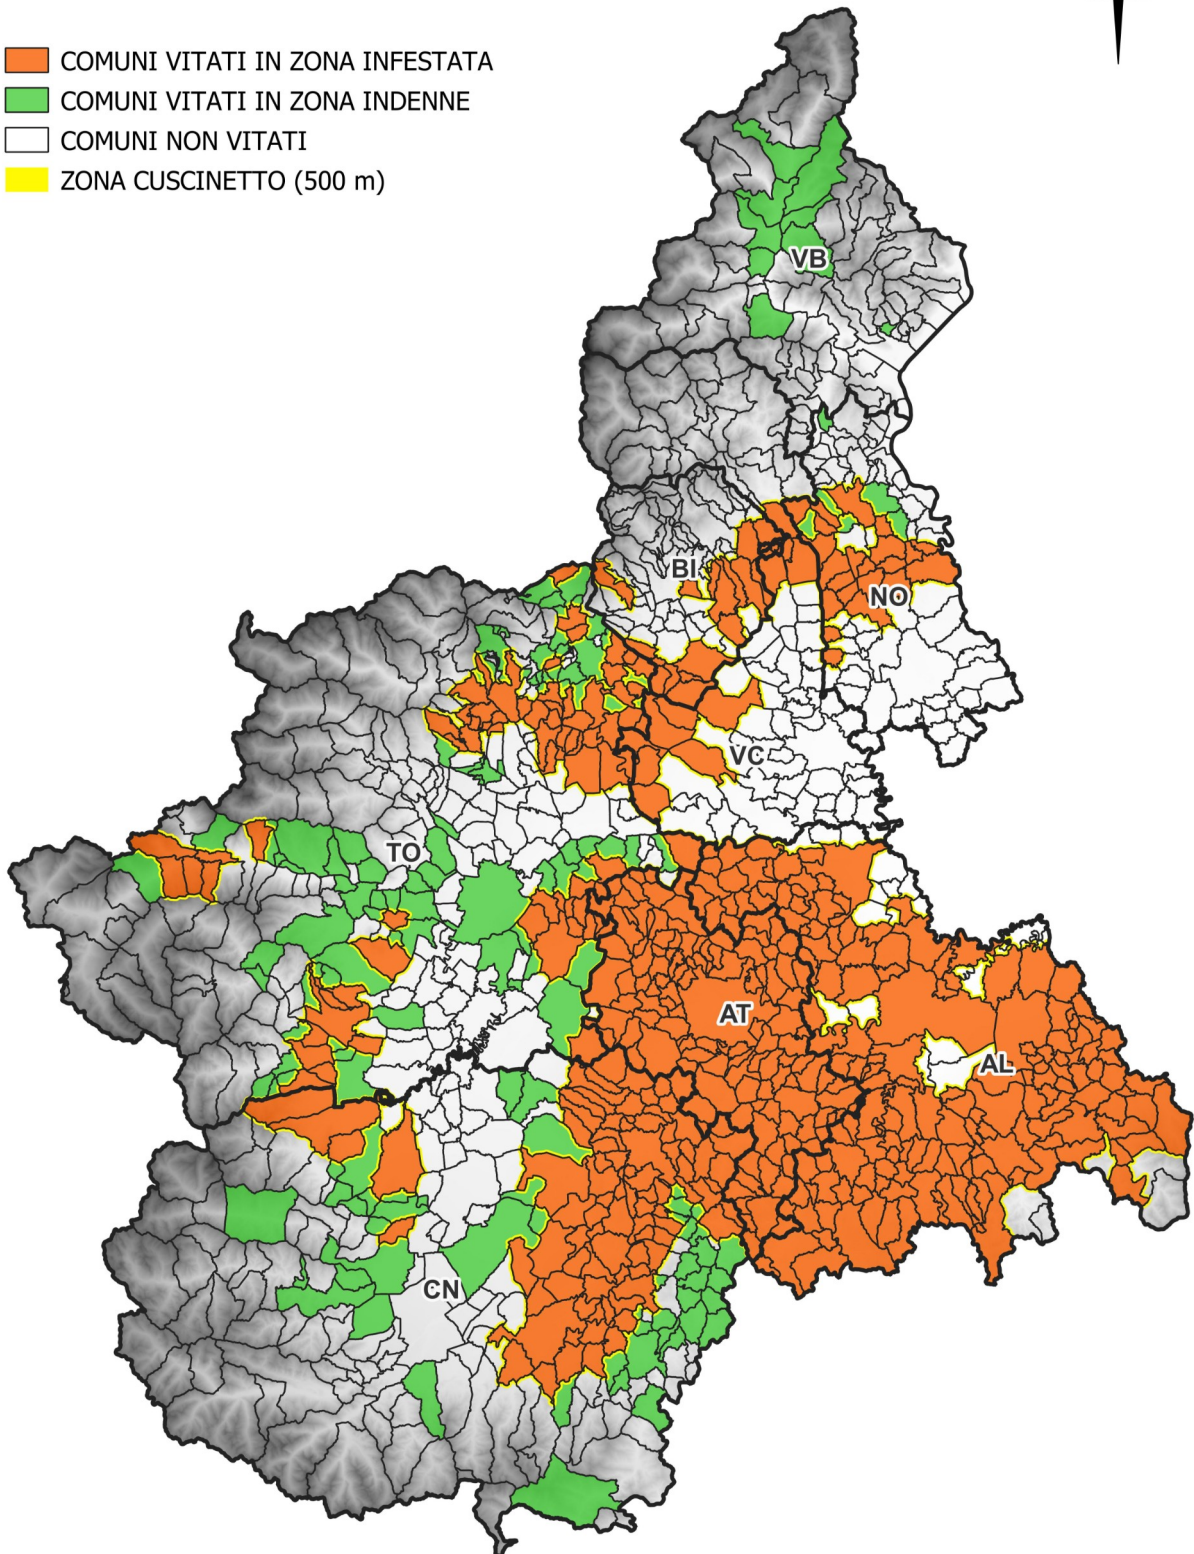 COMUNI VITATI IN ZONA INFESTATA
COMUNI VITATI IN ZONA INDENNE
COMUNI NON VITATI
ZONA CUSCINETTO (500 m)
VB
BI
NO
VC
TO
AT
AL
CN